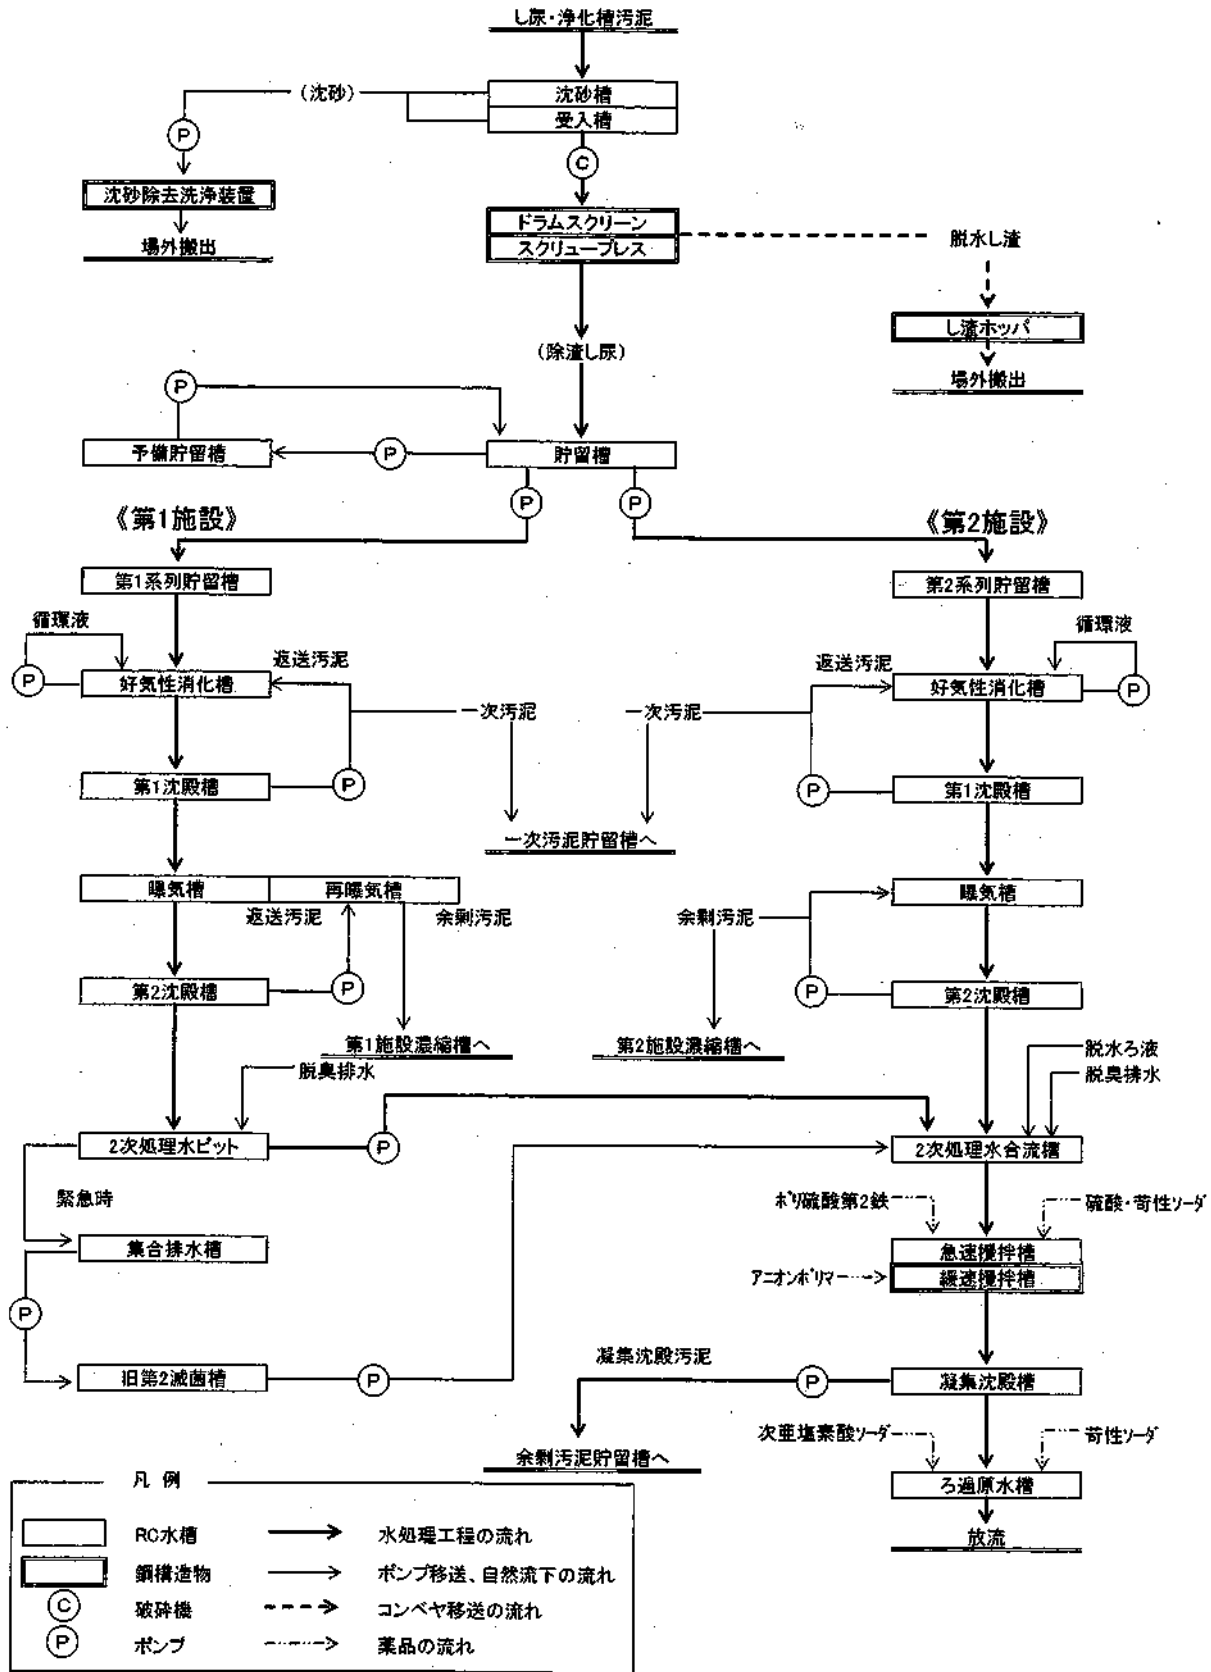 し尿・浄化槽汚泥
(沈砂)
沈砂槽
受入槽
P
C
沈砂除去洗浄装置
場外搬出
ドラムスクリーン
スクリュープレス
脱水し渣
し渣ホッパ
場外搬出
(除渣し尿)
P
予備貯留槽
P
貯留槽
P
P
《第1施設》
《第2施設》
第1系列貯留槽
第2系列貯留槽
循環液
循環液
返送汚泥
返送汚泥
P
好気性消化槽
好気性消化槽
P
一次汚泥
一次汚泥
第1沈殿槽
P
P
第1沈殿槽
一次汚泥貯留槽へ
曝気槽
再曝気槽
曝気槽
返送汚泥
余剰汚泥
余剰汚泥
第2沈殿槽
P
P
第2沈殿槽
第1施設濃縮槽へ
第2施設濃縮槽へ
脱水ろ液
脱臭排水
脱臭排水
2次処理水ピット
P
2次処理水合流槽
緊急時
ポリ硫酸第2鉄
硫酸・苛性ソーダ
集合排水槽
急速攪拌槽
アニオンポリマー
緩速攪拌槽
P
凝集沈殿汚泥
旧第2滅菌槽
P
P
凝集沈殿槽
次亜塩素酸ソーダ
苛性ソーダ
余剰汚泥貯留槽へ
ろ過原水槽
放流
凡 例
RC水槽
水処理工程の流れ
鋼構造物
ポンプ移送、自然流下の流れ
C
破砕機
コンベヤ移送の流れ
P
ポンプ
薬品の流れ